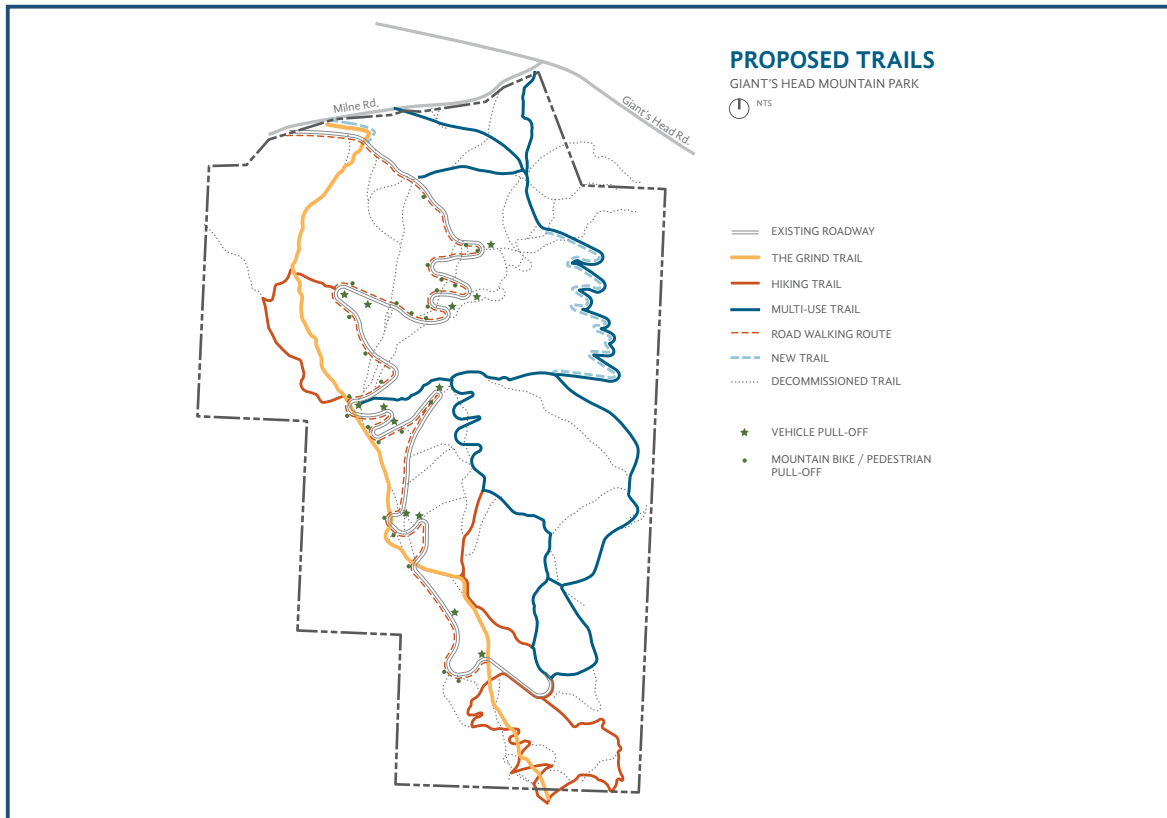 PROPOSED TRAILS
GIANT'S HEAD MOUNTAIN PARK
NTS
Milne Rd.
Giant's Head Rd.
EXISTING ROADWAY
THE GRIND TRAIL
HIKING TRAIL
MULTI-USE TRAIL
ROAD WALKING ROUTE
NEW TRAIL
DECOMMISSIONED TRAIL
VEHICLE PULL-OFF
MOUNTAIN BIKE / PEDESTRIAN
PULL-OFF